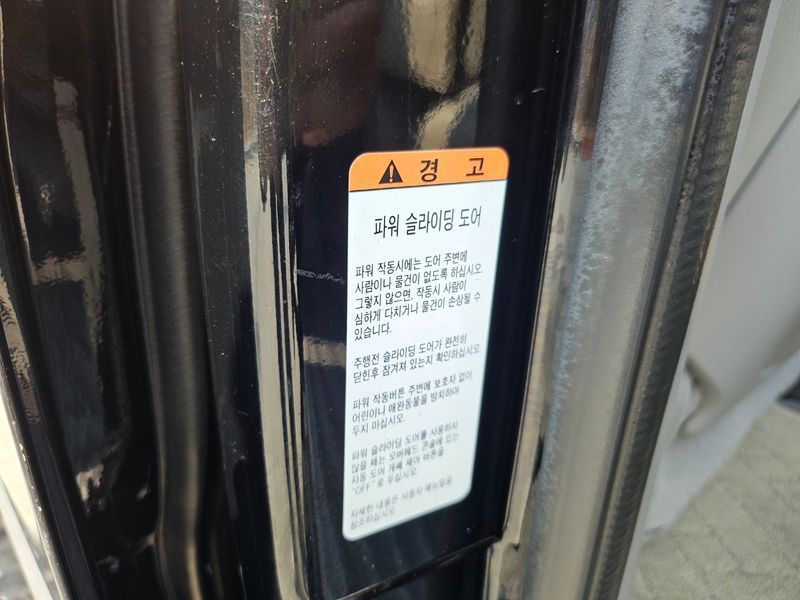 경 고
파워 슬라이딩 도어
파워 작동시에는 도어 주변에
사람이나 물건이 없도록 하십시오.
그렇지 않으면, 작동시 사람이
심하게 다치거나 물건이 손상될 수
있습니다.
주행전 슬라이딩 도어가 완전히
닫힌후 잠겨져 있는지 확인하십시오.
파워 작동버튼 주변에 보호자 없이
어린이나 애완동물을 방치하여
두지 마십시오.
파워 슬라이딩 도어를 사용하지
않을 때는 오버헤드 콘솔에 있는
자동 도어 개폐 제어 버튼을
"OFF" 로 두십시오.
자세한 내용은 사용자 매뉴얼을
참조하십시오.